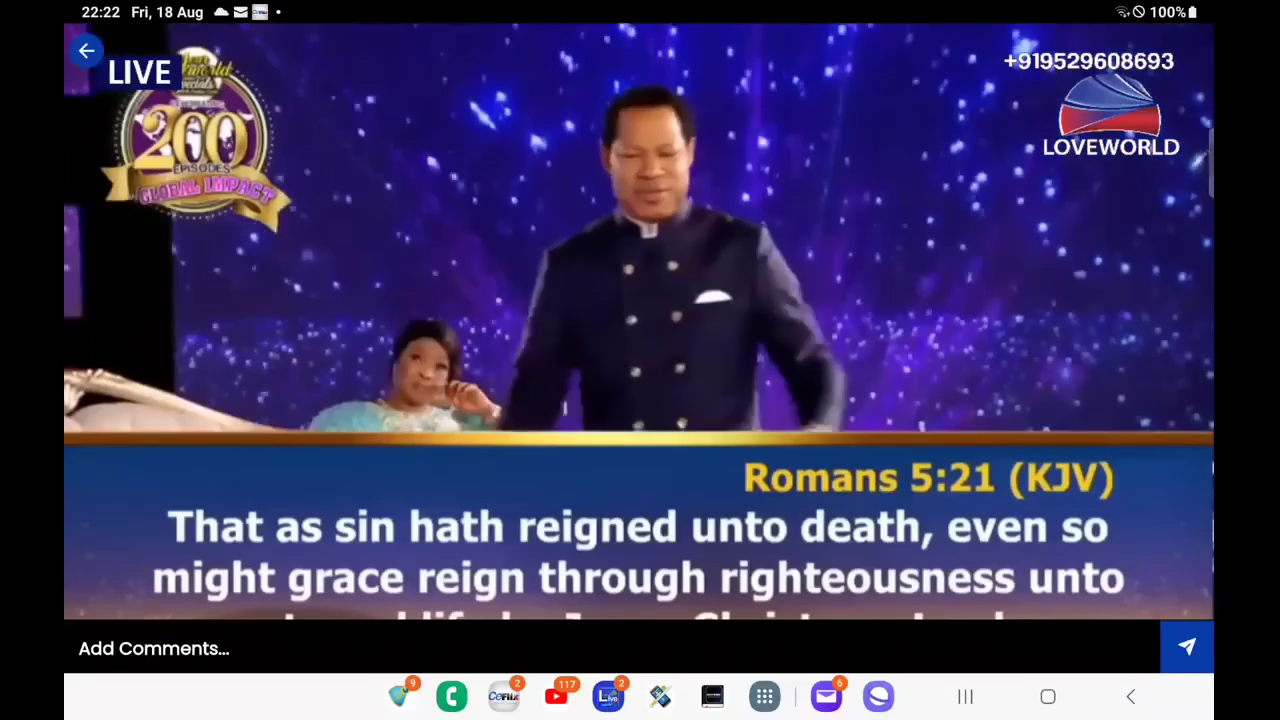 22:22 Fri, 18 Aug
100%
LIVE
200
EPISODES
GLOBAL IMPACT
+919529608693
LOVEWORLD
Romans 5:21 (KJV)
That as sin hath reigned unto death, even so
might grace reign through righteousness unto
Add Comments...
9
CeFlix
2
117
2
6